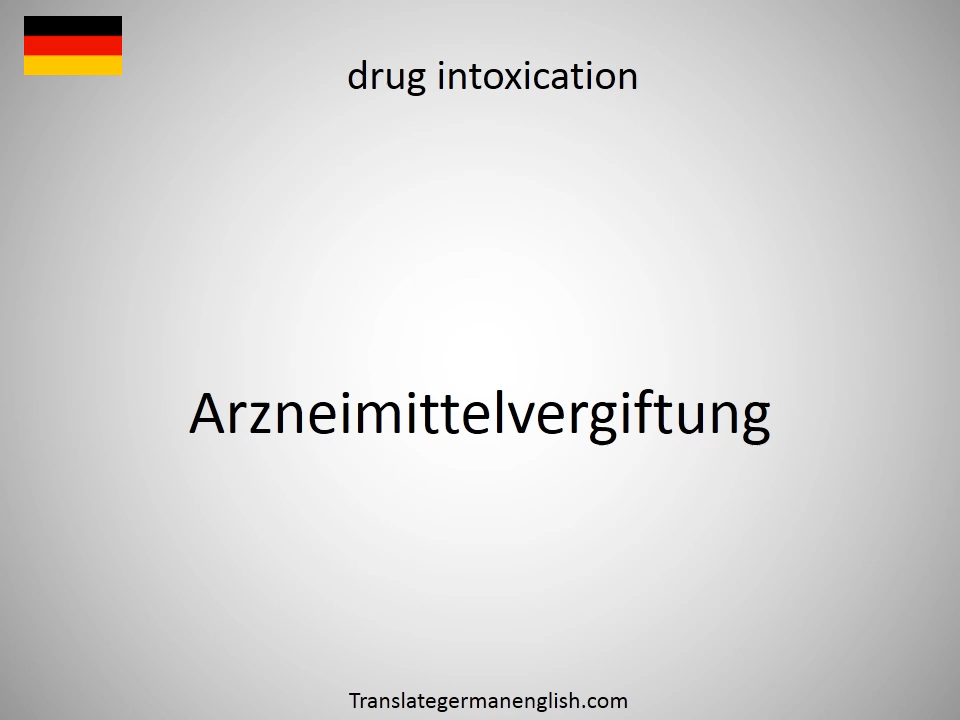 drug intoxication
Arzneimittelvergiftung
Translategermanenglish.com